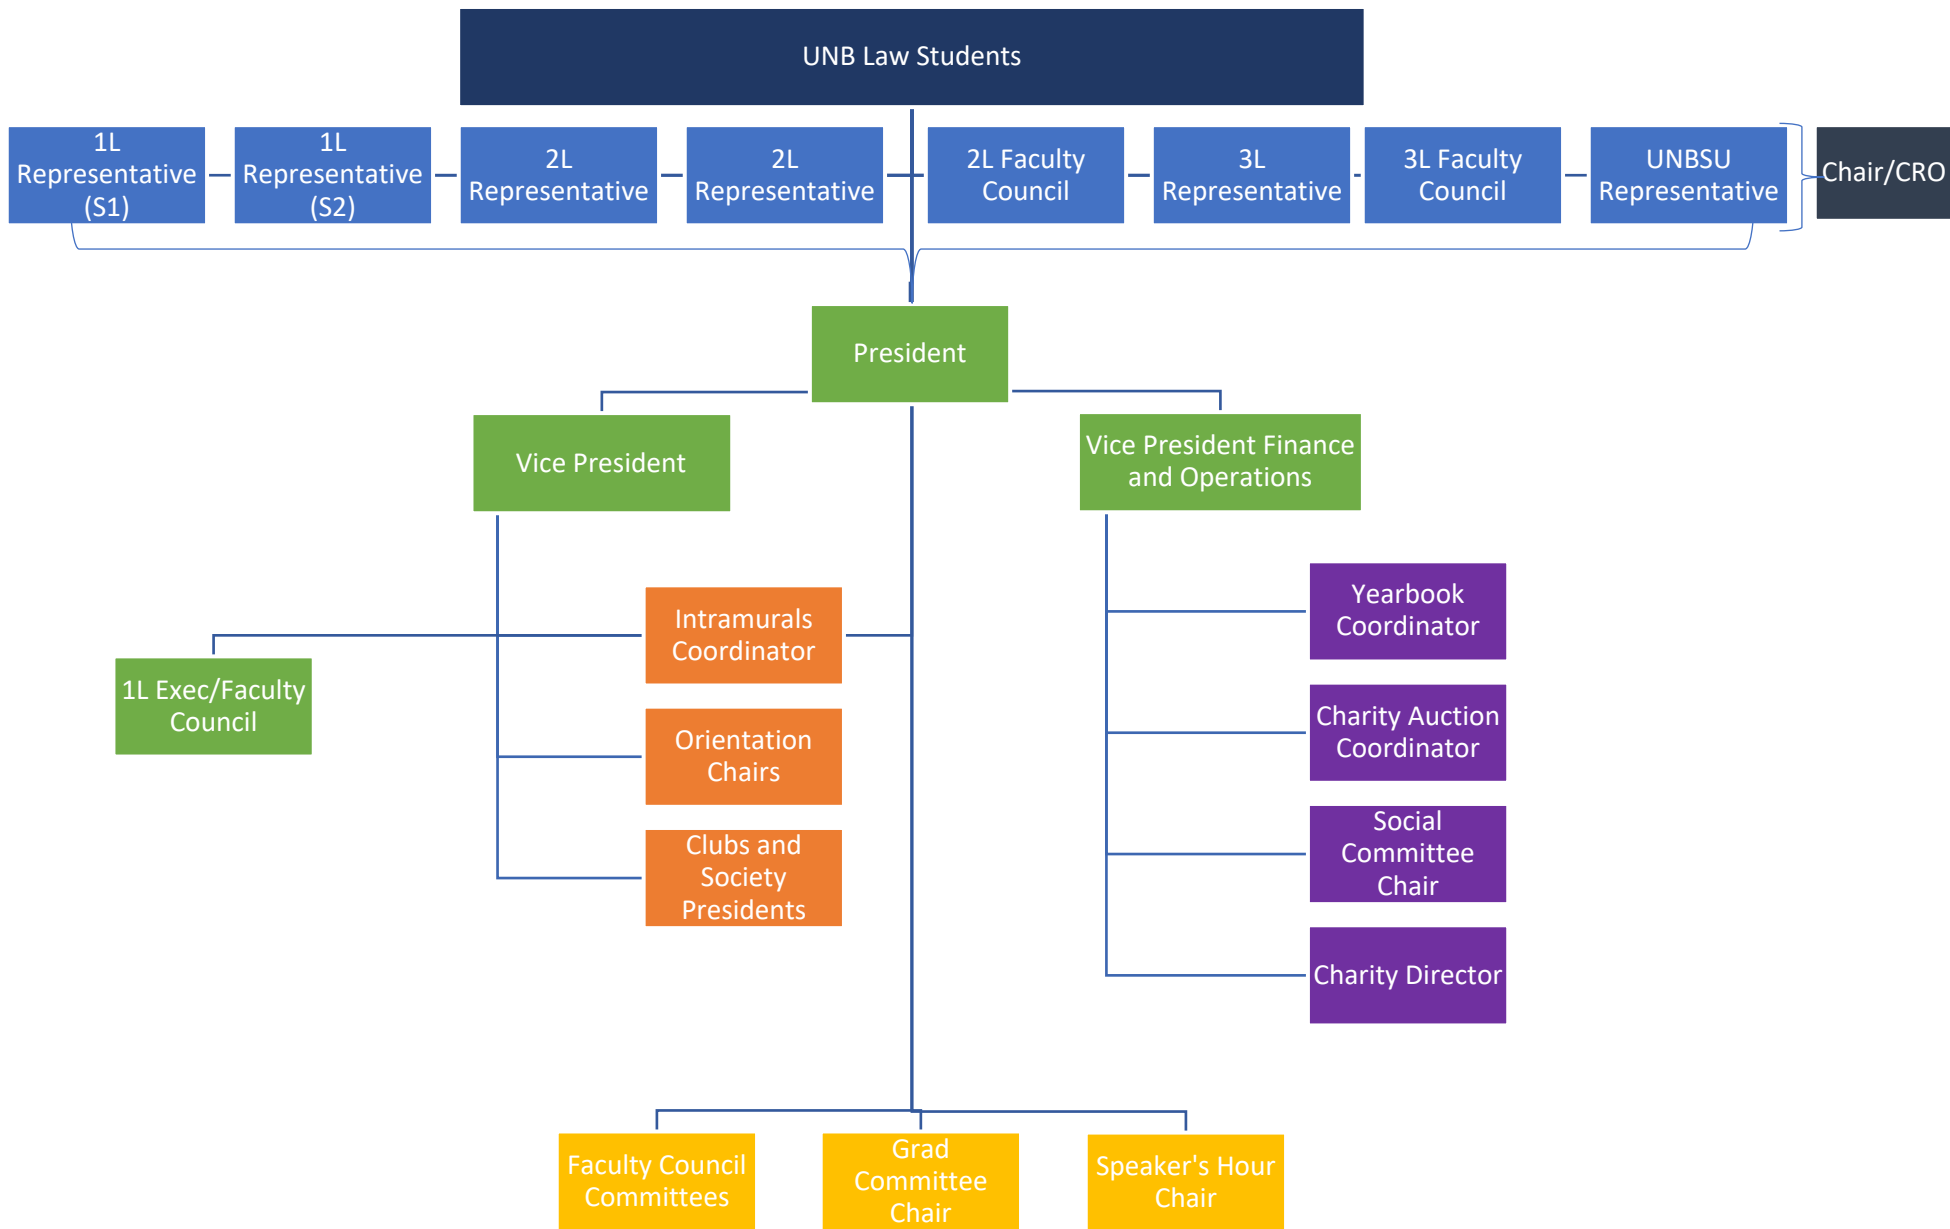 UNB Law Students
1L
Representative
(S1)
1L
Representative
(S2)
2L
Representative
2L
Representative
2L Faculty
Council
3L
Representative
3L Faculty
Council
UNBSU
Representative
Chair/CRO
President
Vice President
Vice President Finance
and Operations
Intramurals
Coordinator
1L Exec/Faculty
Council
Orientation
Chairs
Clubs and
Society
Presidents
Yearbook
Coordinator
Charity Auction
Coordinator
Social
Committee
Chair
Charity Director
Faculty Council
Committees
Grad
Committee
Chair
Speaker's Hour
Chair